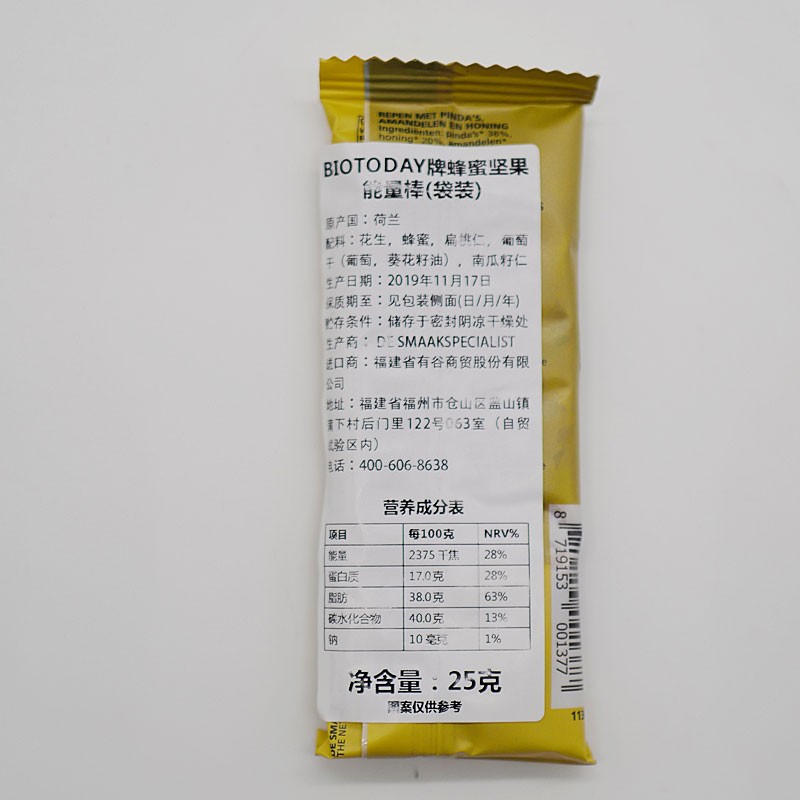 REPEN MET PINDA'S,
AMANDELEN EN HONING
Ingrediënten: pinda's* 38%,
honing* 20%, amandelen*
BIOTODAY牌蜂蜜坚果
能量棒(袋装)
原产国：荷兰
配料：花生，蜂蜜，扁桃仁，葡萄
干（葡萄，葵花籽油），南瓜籽仁
生产日期：2019年11月17日
保质期至：见包装侧面(日/月/年)
贮存条件：储存于密封阴凉干燥处
生产商：DE SMAAKSPECIALIST
进口商：福建省有谷商贸股份有限
公司
地址：福建省福州市仓山区盖山镇
下村后门里122号063室（自贸
试验区内）
电话：400-606-8638
营养成分表
项目 每100克 NRV%
能量 2375 千焦 28%
蛋白质 17.0克 28%
脂肪 38.0克 63%
碳水化合物 40.0克 13%
钠 10 毫克 1%
净含量：25克
图案仅供参考
8 719153 001377
113
DE SMA
THE NE